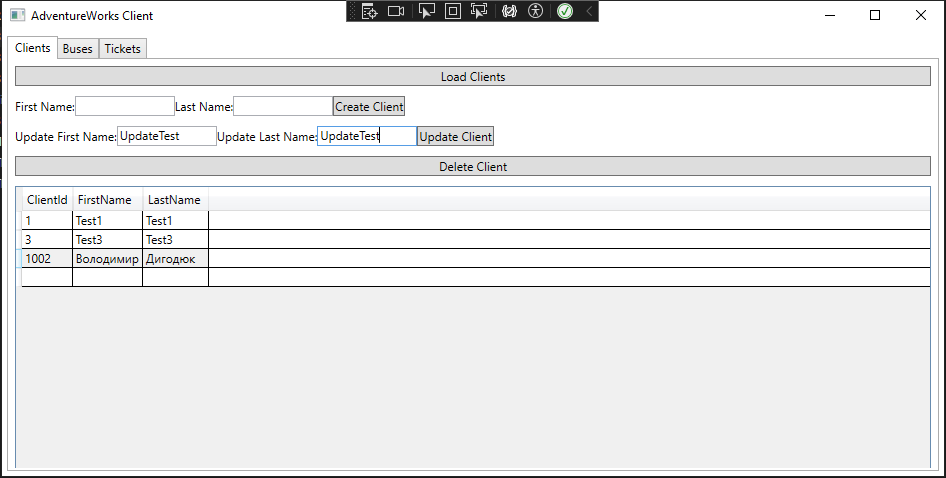 AdventureWorks Client
Clients Buses Tickets
Load Clients
First Name: Last Name: Create Client
Update First Name: UpdateTest Update Last Name: UpdateTest Update Client
Delete Client
ClientId FirstName LastName
1 Test1 Test1
3 Test3 Test3
1002 Володимир Дигодюк